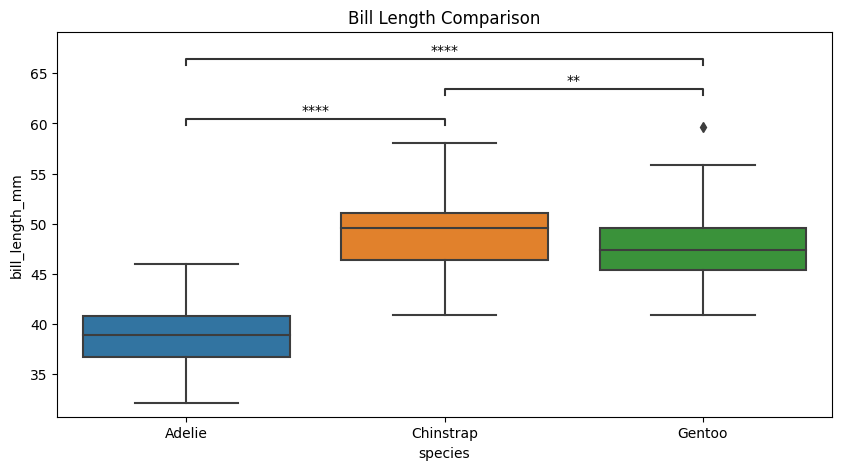 Bill Length Comparison
****
**
****
65
60
55
50
45
40
35
bill_length_mm
Adelie Chinstrap Gentoo
species